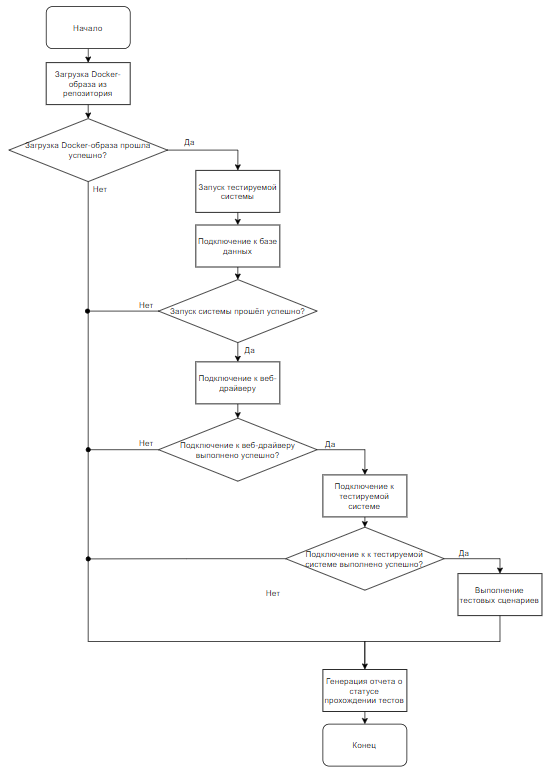 Начало
Загрузка Docker-
образа из
репозитория
Загрузка Docker-образа прошла
успешно?
Да
Нет
Запуск тестируемой
системы
Подключение к базе
данных
Запуск системы прошёл успешно?
Нет
Да
Подключение к веб-
драйверу
Подключение к веб-драйверу
выполнено успешно?
Нет
Да
Подключение к
тестируемой
системе
Подключение к к тестируемой
системе выполнено успешно?
Да
Нет
Выполнение
тестовых сценариев
Генерация отчета о
статусе
прохождении тестов
Конец